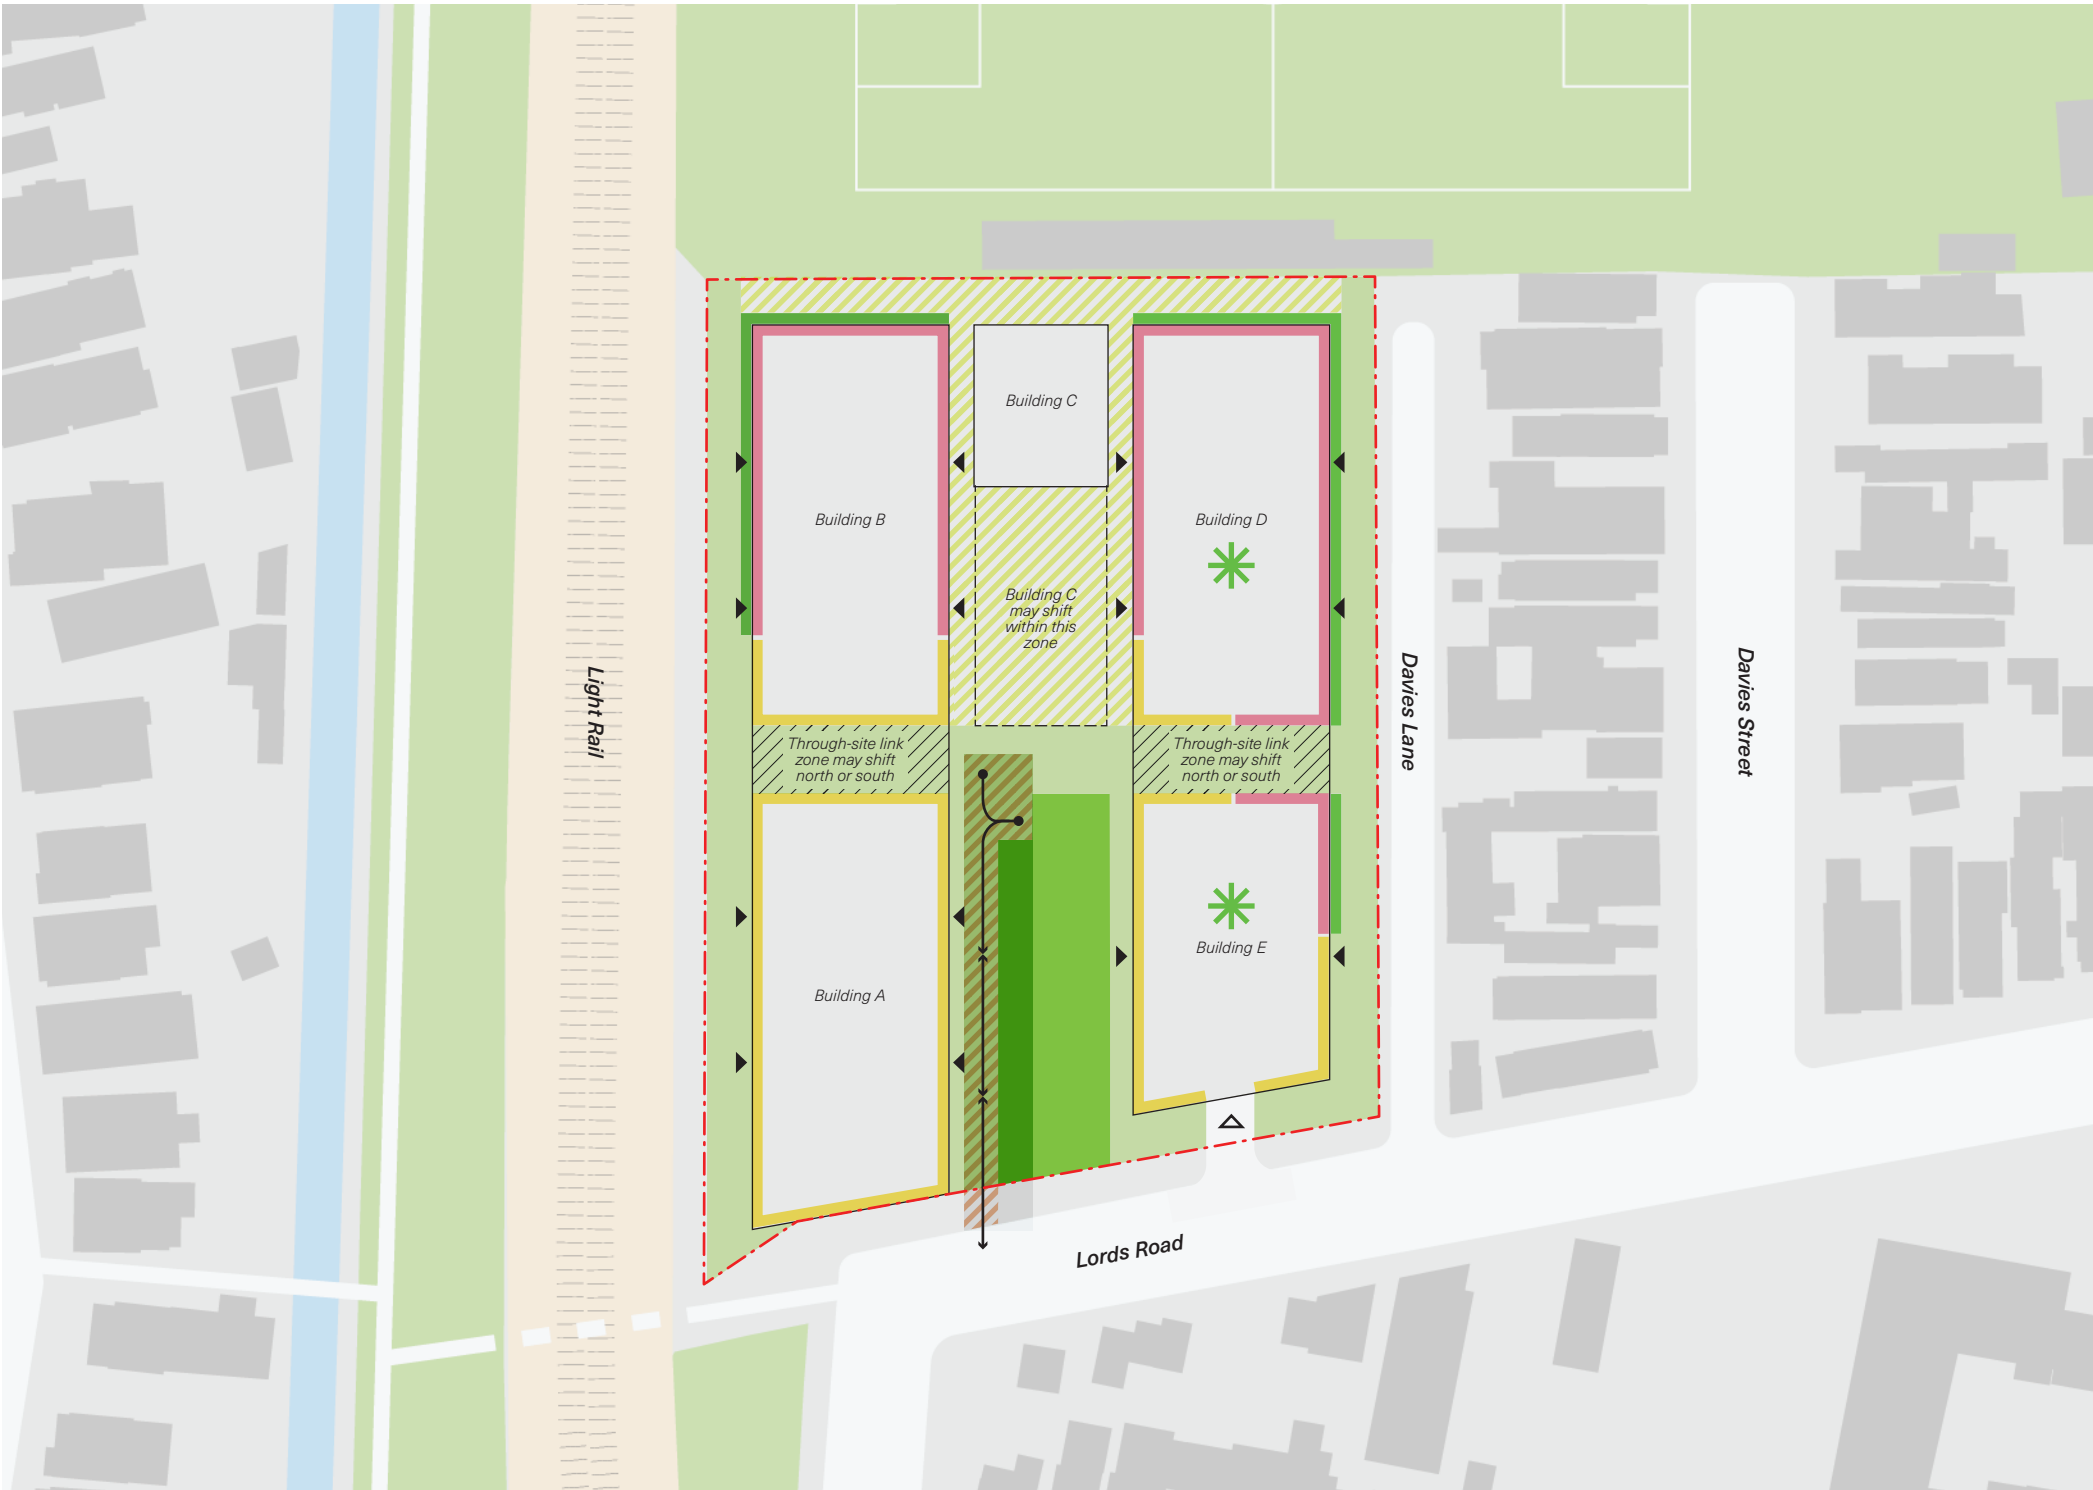 Building C
Building B
Building D
Building C
may shift
within this
zone
Light Rail
Davies Lane
Davies Street
Through-site link
zone may shift
north or south
Through-site link
zone may shift
north or south
Building E
Building A
Lords Road